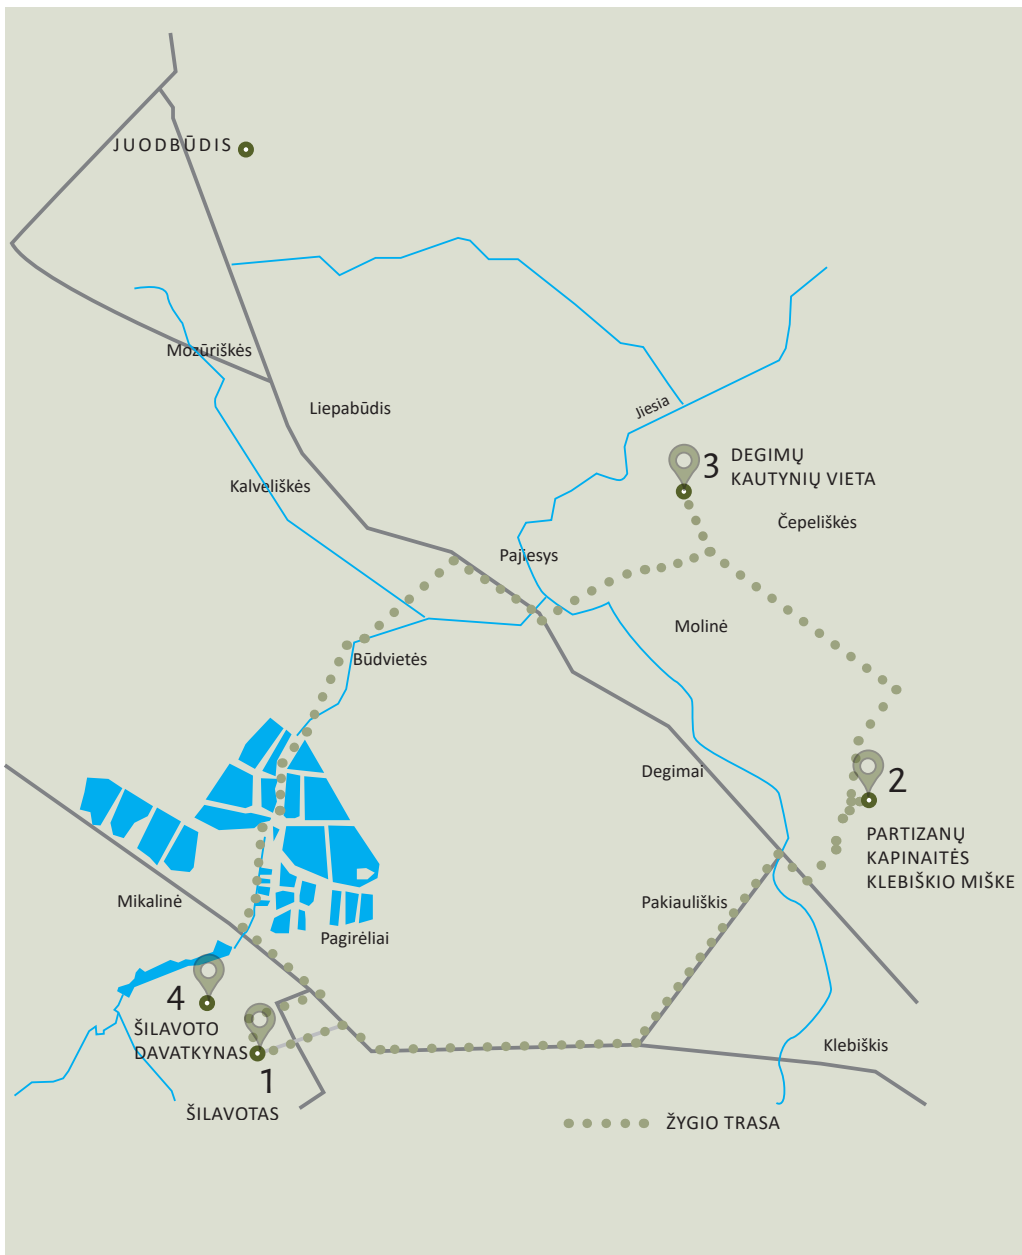 JUODBŪDIS
Mozūriškės
Liepabūdis
Jiesia
Kalveliškės
3
DEGIMŲ
KAUTYNIŲ VIETA
Čepeliškės
Pajiesys
Molinė
Būdvietės
Degimai
2
PARTIZANŲ
KAPINAITĖS
KLEBIŠKIO MIŠKE
Mikalinė
Pakiauliškis
Pagirėliai
4
ŠILAVOTO
DAVATKYNAS
1
ŠILAVOTAS
Klebiškis
ŽYGIO TRASA